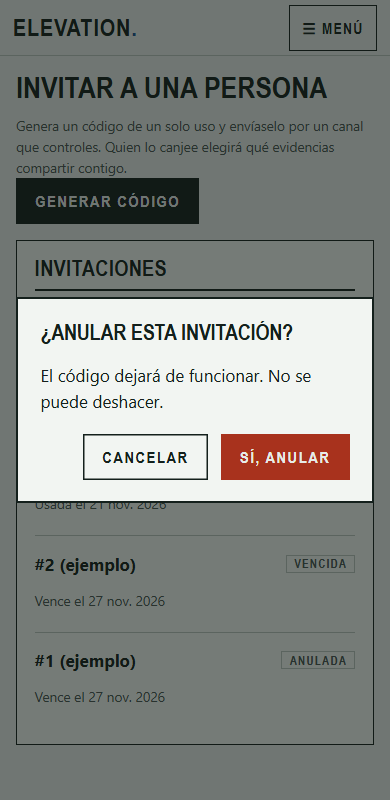 ELEVATION.
☰ MENÚ
INVITAR A UNA PERSONA
Genera un código de un solo uso y envíaselo por un canal
que controles. Quien lo canjee elegirá qué evidencias
compartir contigo.
GENERAR CÓDIGO
INVITACIONES
¿ANULAR ESTA INVITACIÓN?
El código dejará de funcionar. No se
puede deshacer.
CANCELAR
SÍ, ANULAR
Usada el 27 nov. 2026
#2 (ejemplo)
VENCIDA
Vence el 27 nov. 2026
#1 (ejemplo)
ANULADA
Vence el 27 nov. 2026